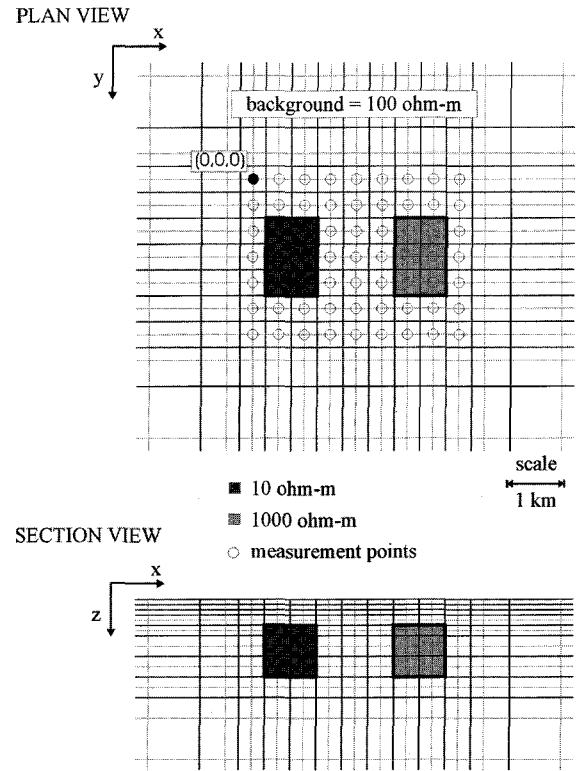 PLAN VIEW
x
y
background = 100 ohm-m
(0,0,0)
scale
1 km
10 ohm-m
1000 ohm-m
measurement points
SECTION VIEW
x
z